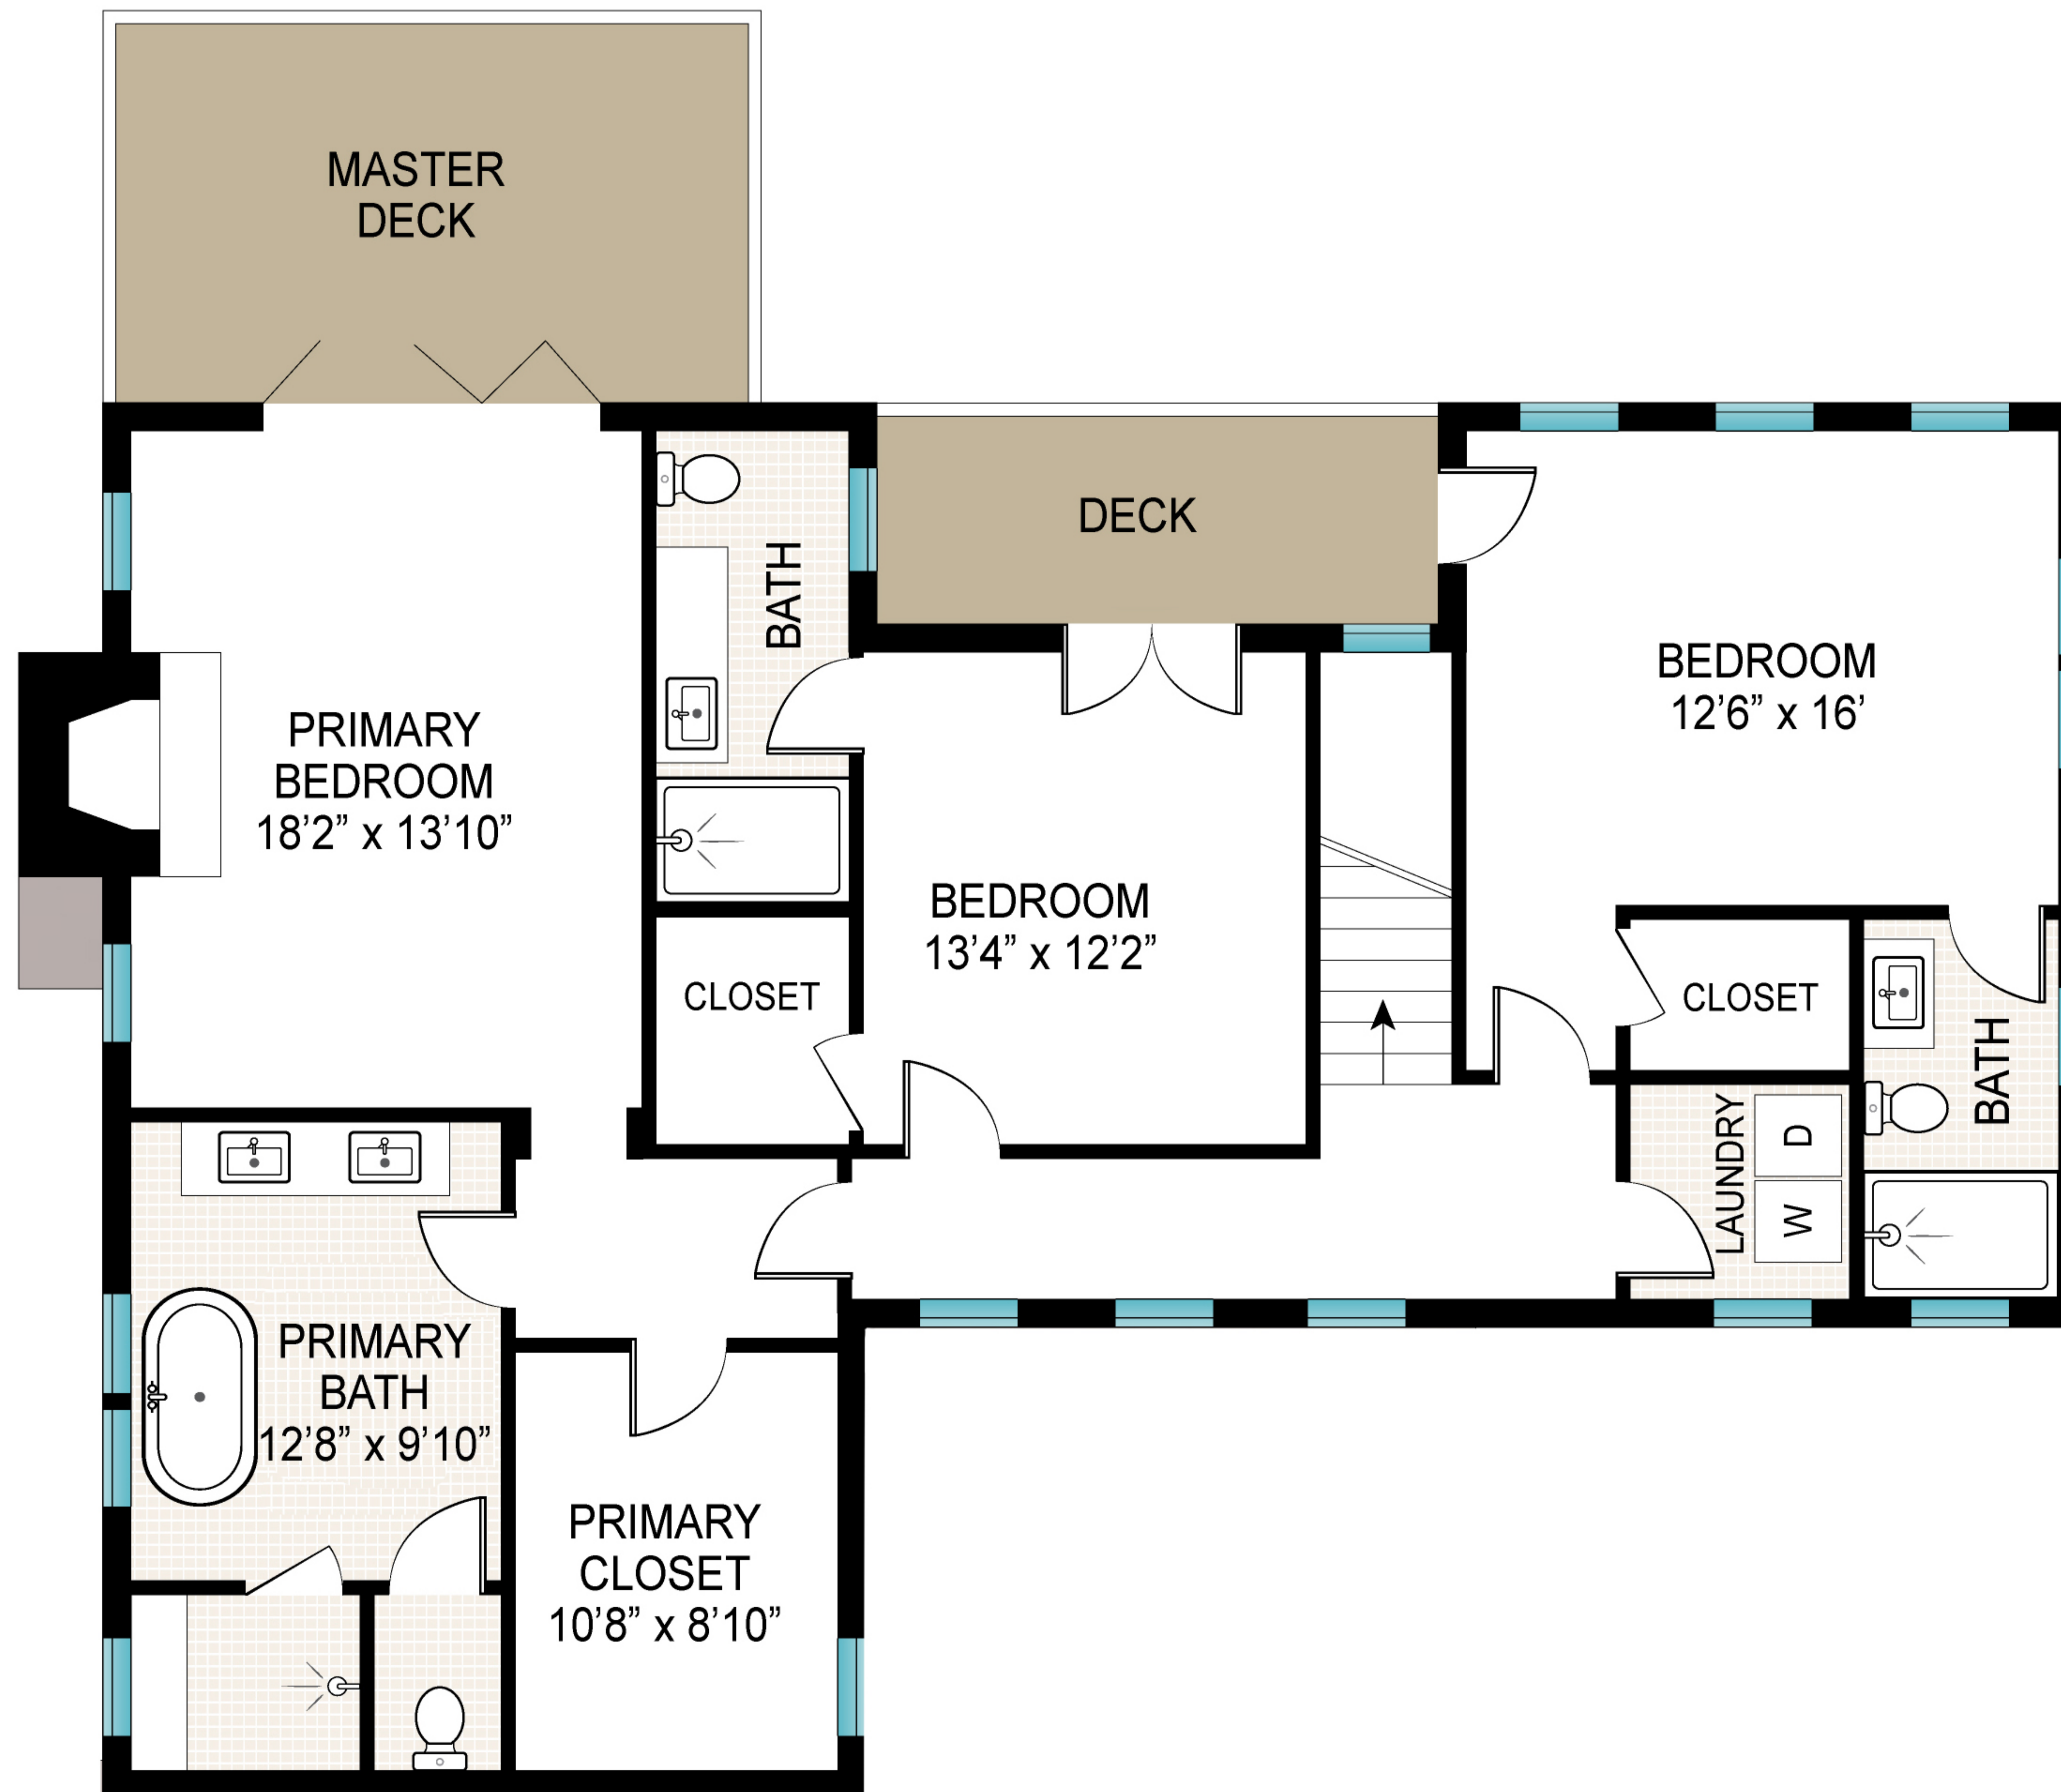 MASTER
DECK
DECK
BATH
BEDROOM
12’6” x 16’
PRIMARY
BEDROOM
18’2” x 13’10”
BEDROOM
13’4” x 12’2”
CLOSET
CLOSET
BATH
LAUNDRY
D
W
PRIMARY
BATH
12’8” x 9’10”
PRIMARY
CLOSET
10’8” x 8’10”